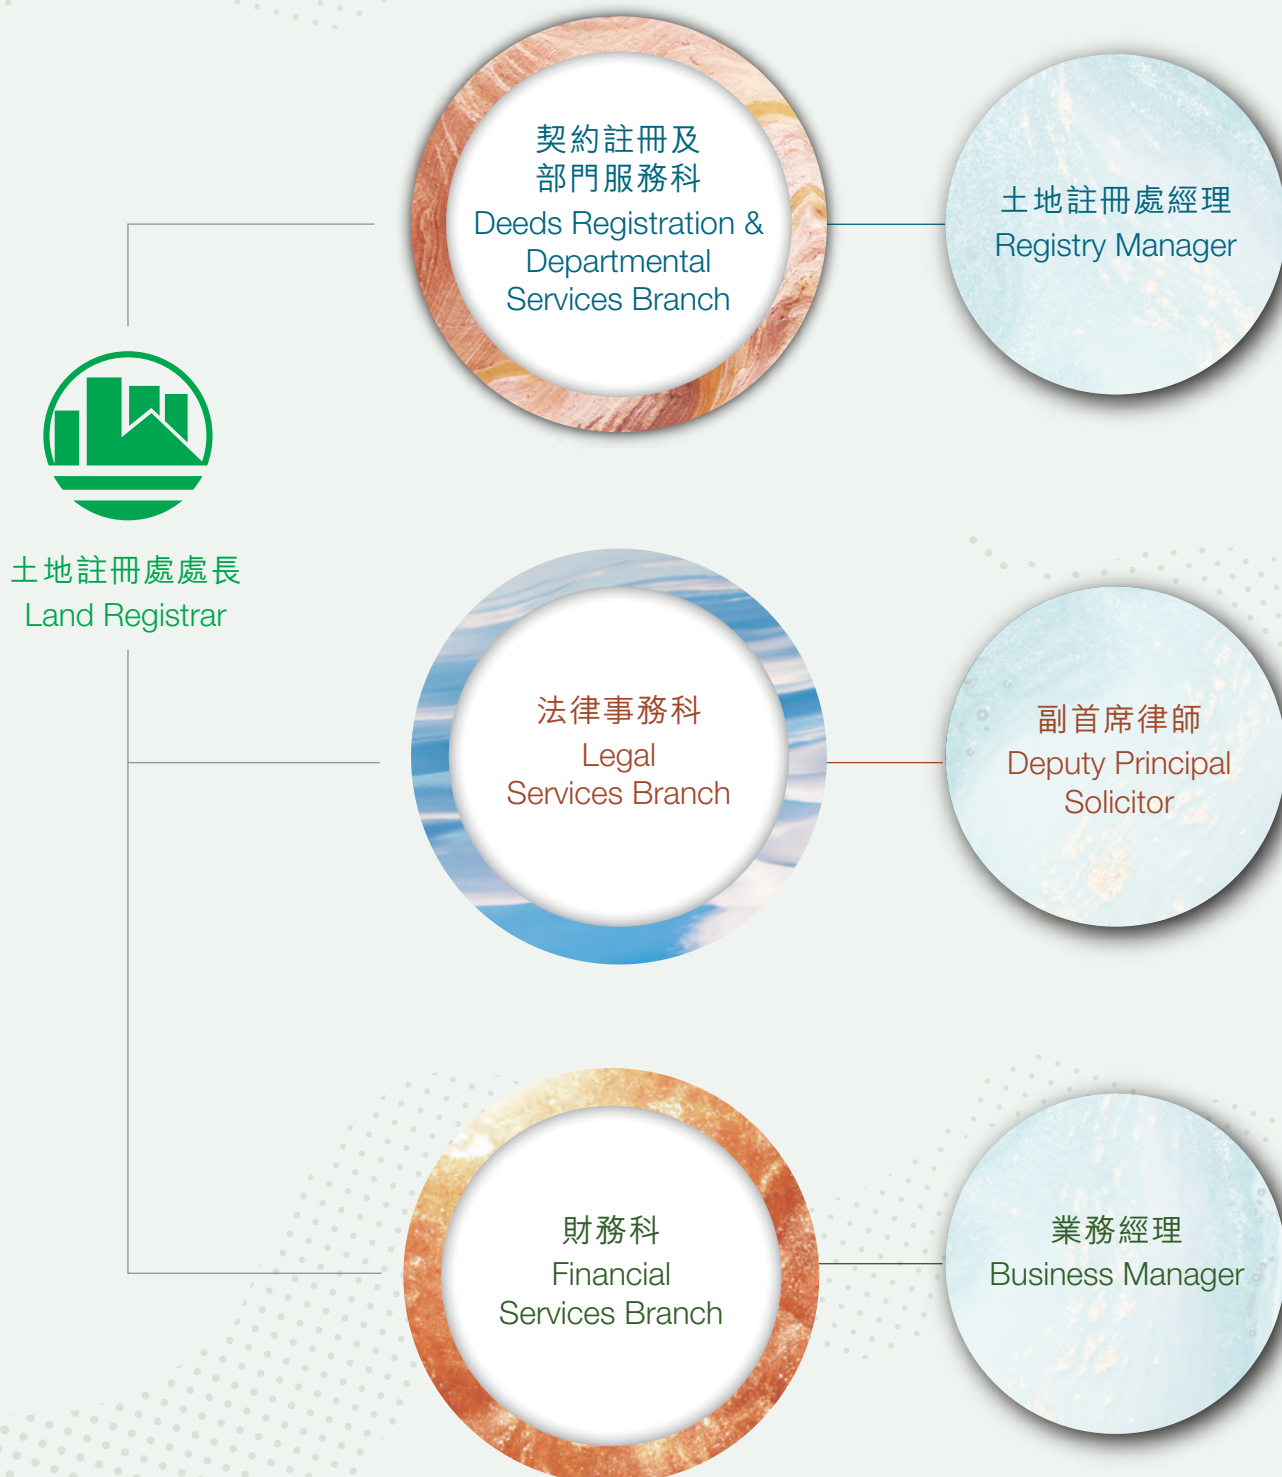 契約註冊及
部門服務科
Deeds Registration &
Departmental
Services Branch
土地註冊處經理
Registry Manager
土地註冊處處長
Land Registrar
法律事務科
Legal
Services Branch
副首席律師
Deputy Principal
Solicitor
財務科
Financial
Services Branch
業務經理
Business Manager